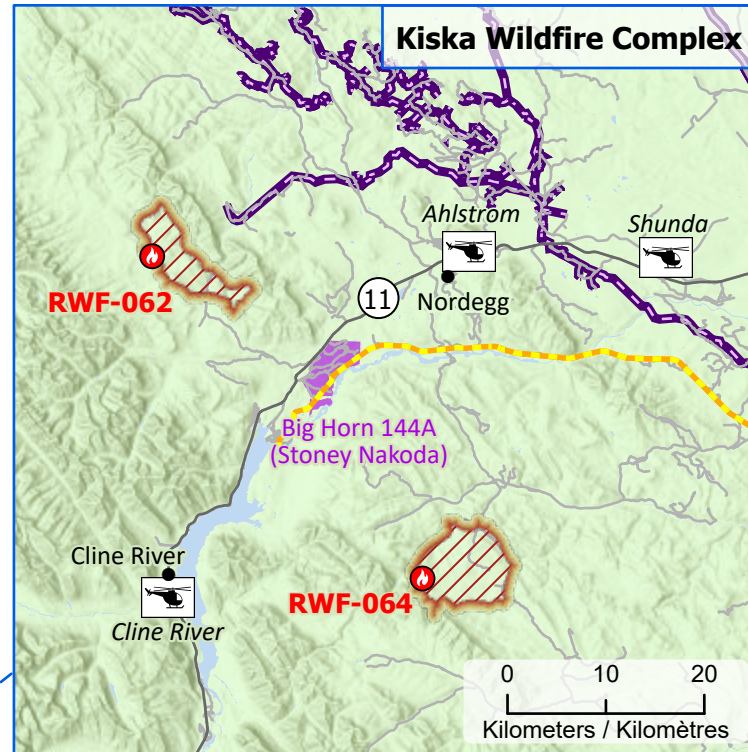 Kiska Wildfire Complex
Ahlstrom
Shunda
RWF-062
11
Nordegg
Big Horn 144A
(Stoney Nakoda)
Cline River
RWF-064
Cline River
0 10 20
Kilometers / Kilomètres